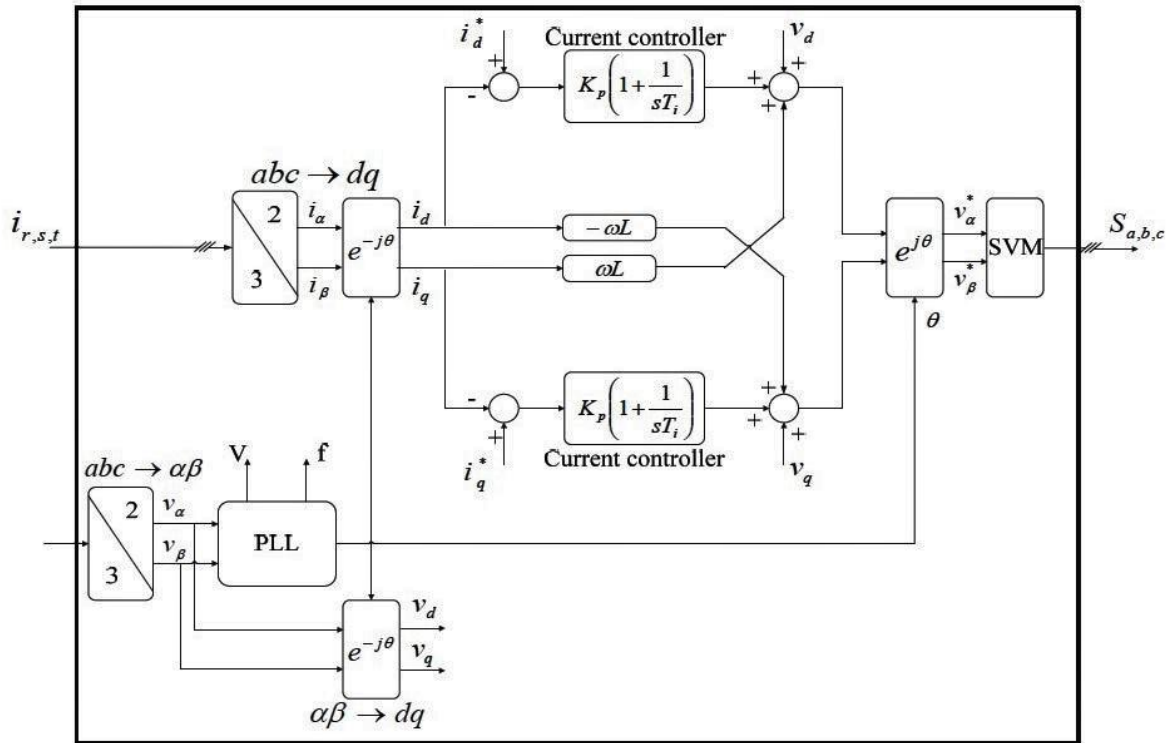 i_d^*
Current controller
v_d
+
-
K_p(1+1/(sT_i))
+
+
+
abc → dq
i_{r,s,t}
2
3
i_α
i_β
e^{-jθ}
i_d
i_q
-ωL
ωL
e^{jθ}
v_α^*
v_β^*
SVM
S_{a,b,c}
θ
-
+
K_p(1+1/(sT_i))
+
+
+
i_q^*
Current controller
v_q
abc → αβ
V
f
2
3
v_α
v_β
PLL
e^{-jθ}
v_d
v_q
αβ → dq